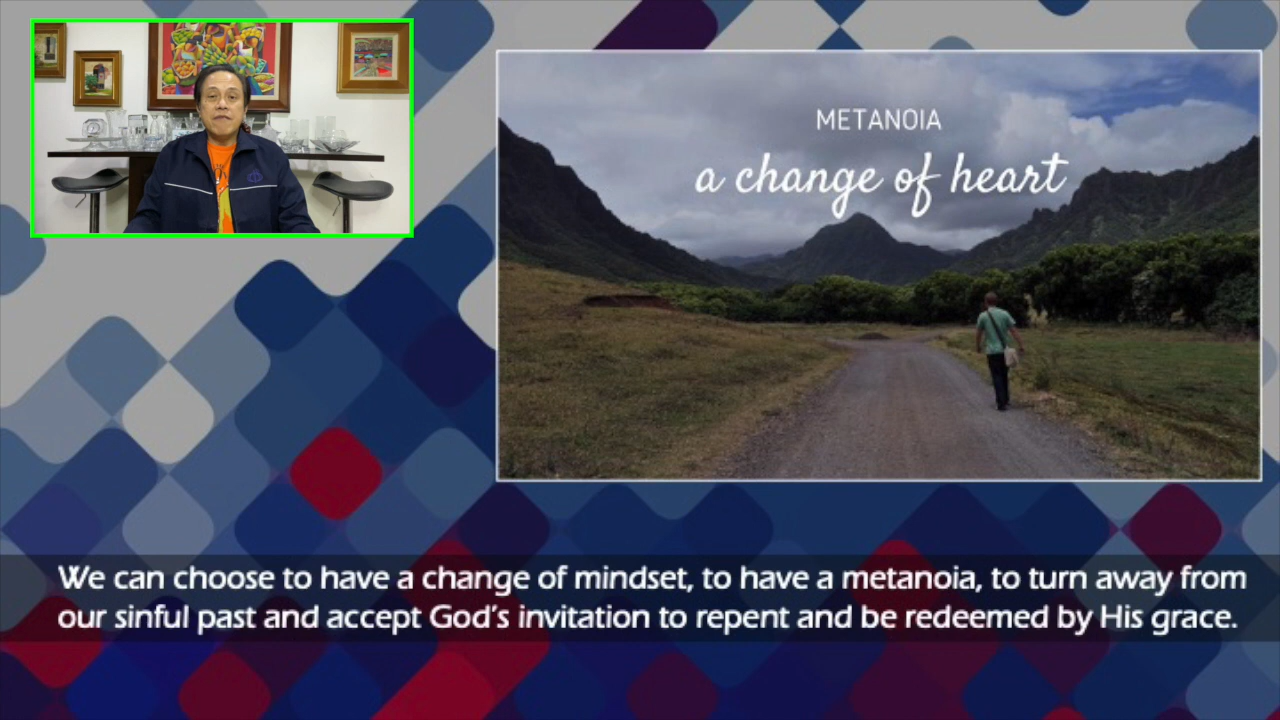 METANOIA
a change of heart
We can choose to have a change of mindset, to have a metanoia, to turn away from
our sinful past and accept God's invitation to repent and be redeemed by His grace.